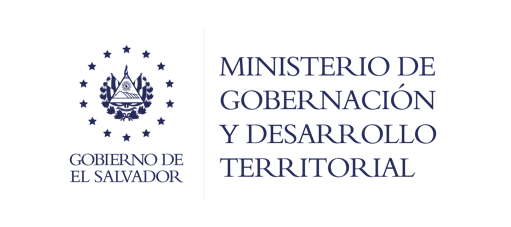 GOBIERNO DE
EL SALVADOR
MINISTERIO DE
GOBERNACIÓN
Y DESARROLLO
TERRITORIAL